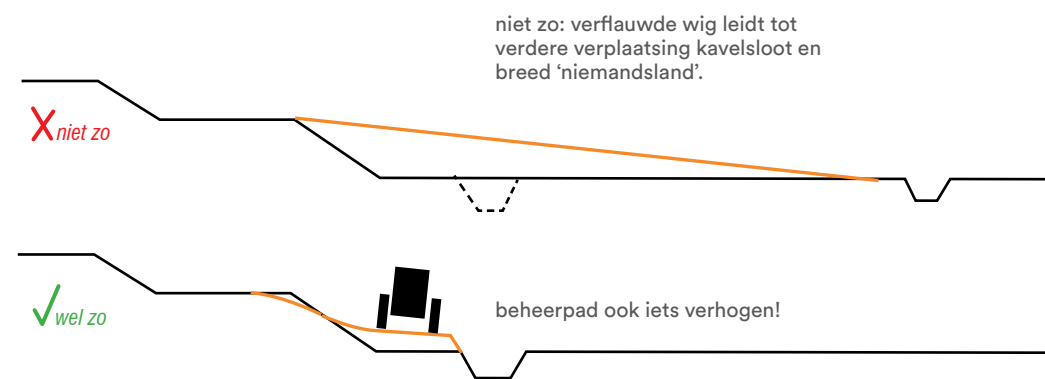 niet zo: verflauwde wig leidt tot
verdere verplaatsing kavelsloot en
breed ‘niemandsland’.
niet zo
wel zo
beheerpad ook iets verhogen!